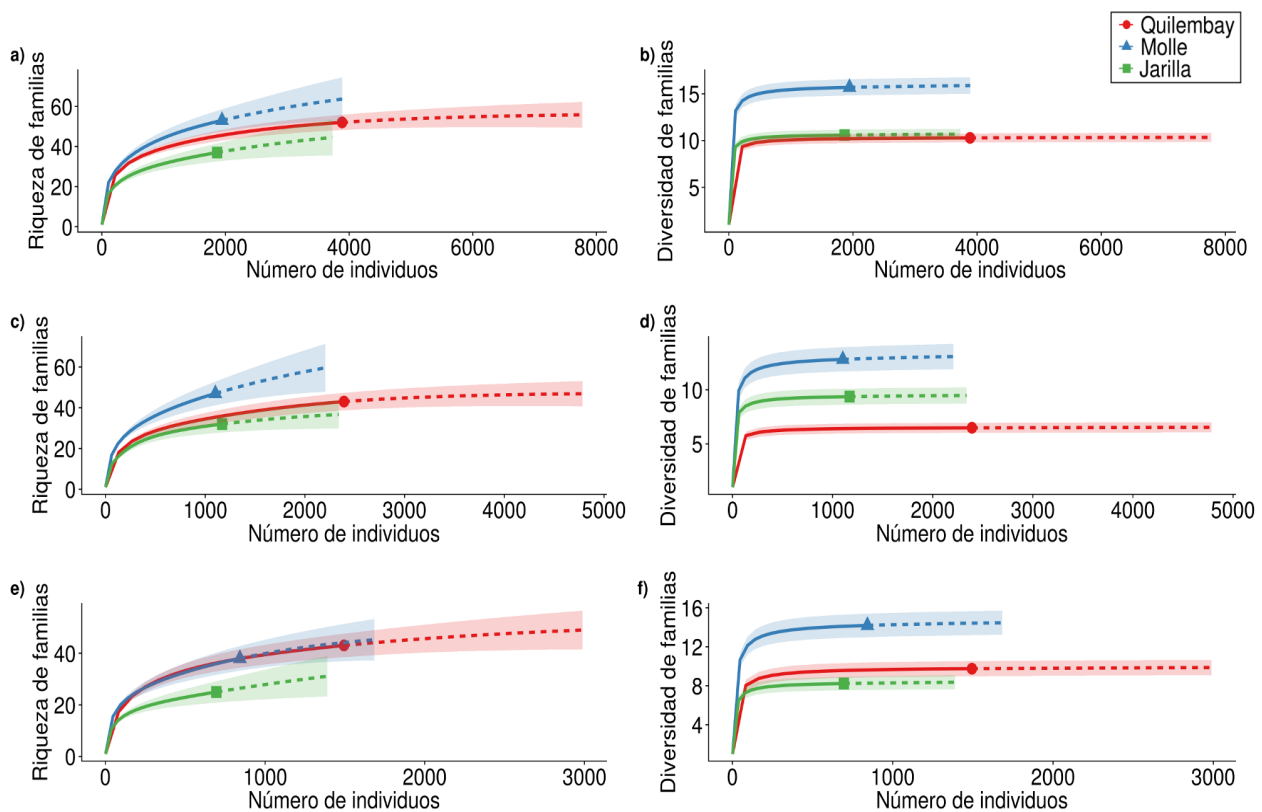 Quilembay
Molle
Jarilla
a)
Riqueza de familias
60
40
20
0
0 2000 4000 6000 8000
Número de individuos
b)
Diversidad de familias
15
10
5
0 2000 4000 6000 8000
Número de individuos
c)
Riqueza de familias
60
40
20
0
0 1000 2000 3000 4000 5000
Número de individuos
d)
Diversidad de familias
10
5
0 1000 2000 3000 4000 5000
Número de individuos
e)
Riqueza de familias
40
20
0
0 1000 2000 3000
Número de individuos
f)
Diversidad de familias
16
12
8
4
0 1000 2000 3000
Número de individuos